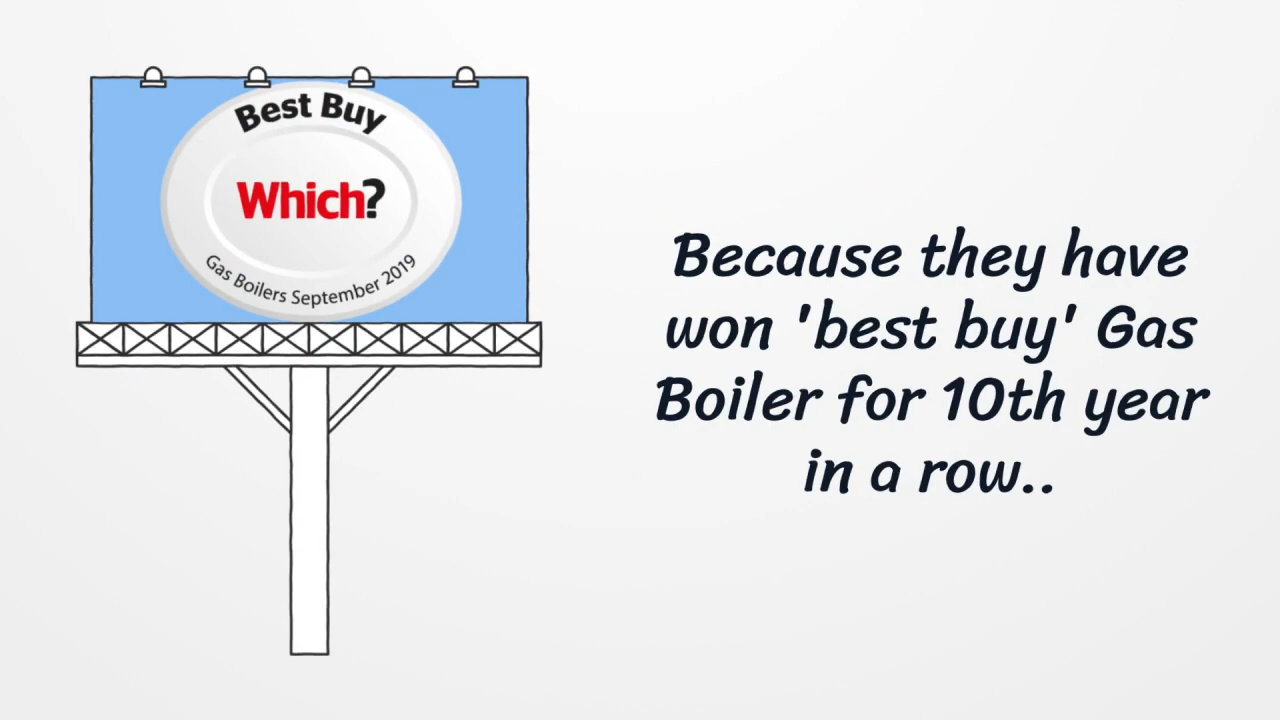 Best Buy
Which?
Gas Boilers September 2019
Because they have
won 'best buy' Gas
Boiler for 10th year
in a row..